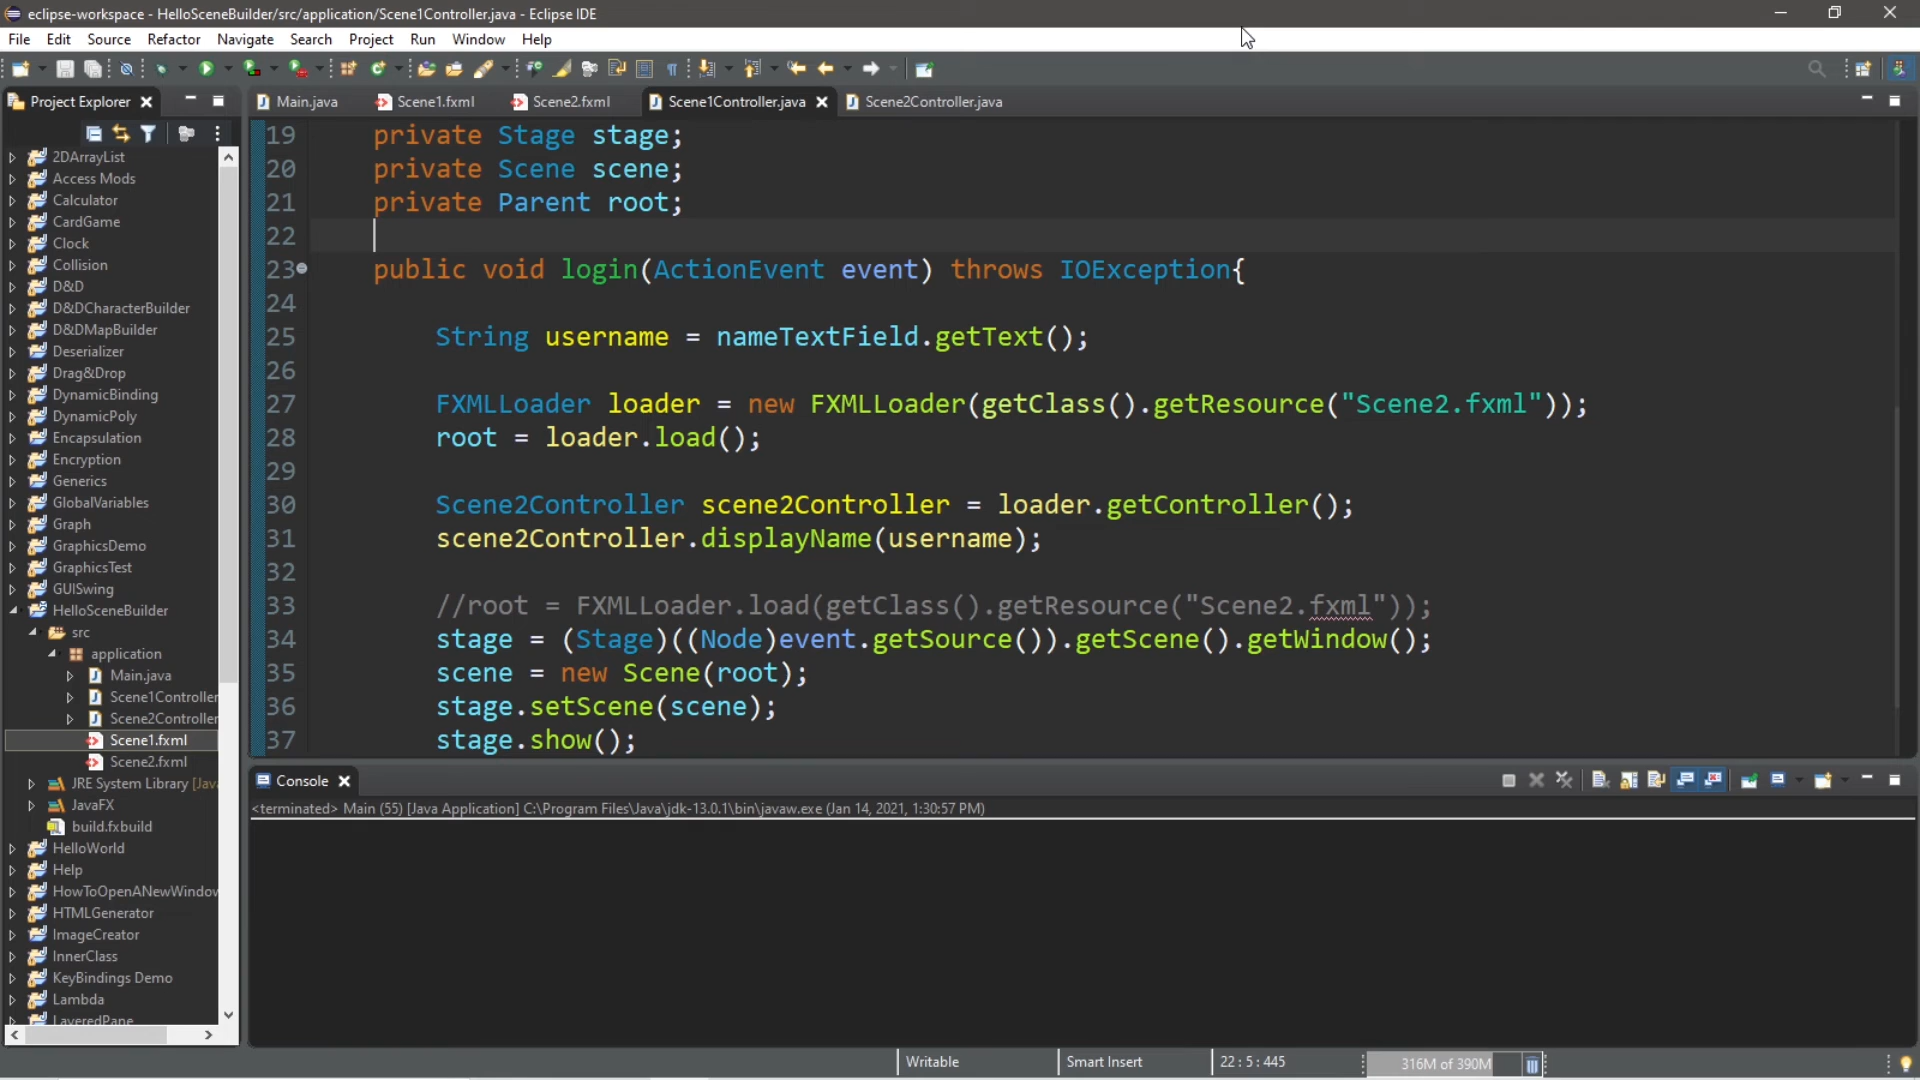 eclipse-workspace - HelloSceneBuilder/src/application/Scene1Controller.java - Eclipse IDE
File Edit Source Refactor Navigate Search Project Run Window Help
Project Explorer
Main.java Scene1.fxml Scene2.fxml Scene1Controller.java Scene2Controller.java
2DArrayList
Access Mods
Calculator
CardGame
Clock
Collision
D&D
D&DCharacterBuilder
D&DMapBuilder
Deserializer
Drag&Drop
DynamicBinding
DynamicPoly
Encapsulation
Encryption
Generics
GlobalVariables
Graph
GraphicsDemo
GraphicsTest
GUISwing
HelloSceneBuilder
src
application
Main.java
Scene1Controller
Scene2Controller
Scene1.fxml
Scene2.fxml
JRE System Library [Jav
JavaFX
build.fxbuild
HelloWorld
Help
HowToOpenANewWindow
HTMLGenerator
ImageCreator
InnerClass
KeyBindings Demo
Lambda
LayeredPane
19 private Stage stage;
20 private Scene scene;
21 private Parent root;
22
23 public void login(ActionEvent event) throws IOException{
24
25 String username = nameTextField.getText();
26
27 FXMLLoader loader = new FXMLLoader(getClass().getResource("Scene2.fxml"));
28 root = loader.load();
29
30 Scene2Controller scene2Controller = loader.getController();
31 scene2Controller.displayName(username);
32
33 //root = FXMLLoader.load(getClass().getResource("Scene2.fxml"));
34 stage = (Stage)((Node)event.getSource()).getScene().getWindow();
35 scene = new Scene(root);
36 stage.setScene(scene);
37 stage.show();
Console
<terminated> Main (55) [Java Application] C:\Program Files\Java\jdk-13.0.1\bin\javaw.exe (Jan 14, 2021, 1:30:57 PM)
Writable Smart Insert 22 : 5 : 445 316M of 390M